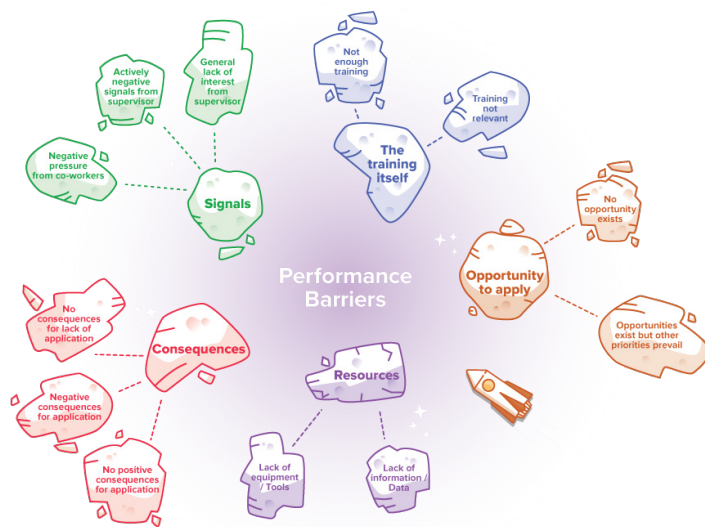 General
lack of
interest
from
supervisor
Actively
negative
signals from
supervisor
Negative
pressure
from co-workers
Signals
Not
enough
training
Training
not
relevant
The
training
itself
No
opportunity
exists
Opportunity
to apply
Opportunities
exist but other
priorities prevail
Performance
Barriers
No
consequences
for lack of
application
Consequences
Negative
consequences
for application
No positive
consequences
for application
Resources
Lack of
equipment
/ Tools
Lack of
information /
Data